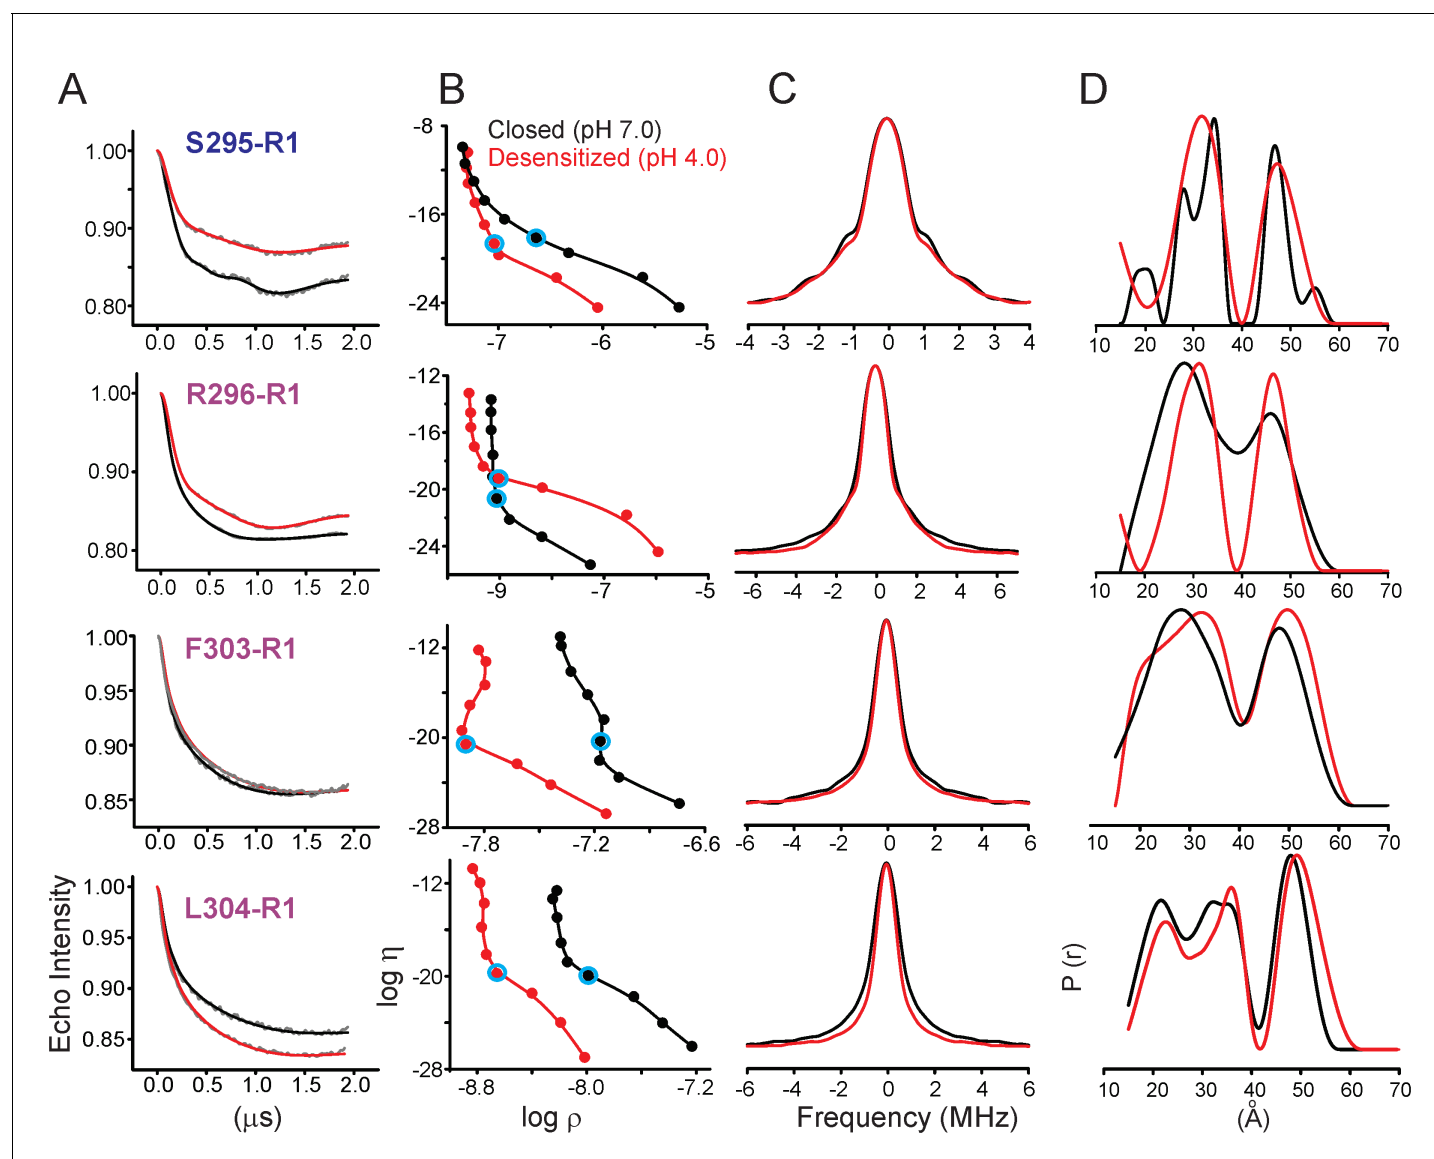 A B C D
S295-R1
1.00
0.90
0.80
0.0 0.5 1.0 1.5 2.0
Closed (pH 7.0)
Desensitized (pH 4.0)
-8
-16
-24
-7 -6 -5
-4 -3 -2 -1 0 1 2 3 4
10 20 30 40 50 60 70
R296-R1
1.00
0.90
0.80
0.0 0.5 1.0 1.5 2.0
-12
-16
-20
-24
-9 -7 -5
-6 -4 -2 0 2 4 6
10 20 30 40 50 60 70
F303-R1
1.00
0.95
0.90
0.85
0.0 0.5 1.0 1.5 2.0
-12
-20
-28
-7.8 -7.2 -6.6
-6 -4 -2 0 2 4 6
10 20 30 40 50 60 70
L304-R1
1.00
0.95
0.90
0.85
0.0 0.5 1.0 1.5 2.0
-12
-20
-28
-8.8 -8.0 -7.2
-6 -4 -2 0 2 4 6
10 20 30 40 50 60 70
Echo Intensity
log η
P (r)
(μs)
log ρ
Frequency (MHz)
(Å)